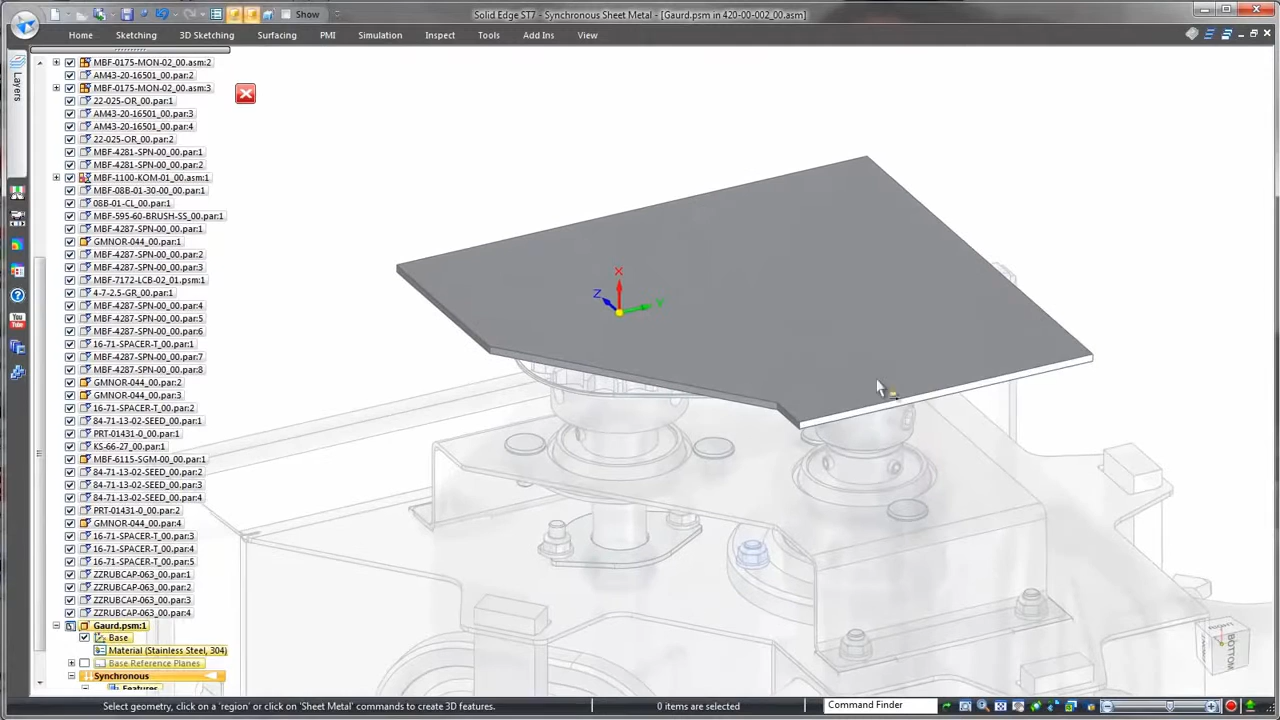 Show
Solid Edge ST7 - Synchronous Sheet Metal - [Gaurd.psm in 420-00-002_00.asm]
Home Sketching 3D Sketching Surfacing PMI Simulation Inspect Tools Add Ins View
Layers
MBF-0175-MON-02_00.asm:2
AM43-20-16501_00.par:2
MBF-0175-MON-02_00.asm:3
22-025-OR_00.par:1
AM43-20-16501_00.par:3
AM43-20-16501_00.par:4
22-025-OR_00.par:2
MBF-4281-SPN-00_00.par:1
MBF-4281-SPN-00_00.par:2
MBF-1100-KOM-01_00.asm:1
MBF-08B-01-30-00_00.par:1
08B-01-CL_00.par:1
MBF-595-60-BRUSH-SS_00.par:1
MBF-4287-SPN-00_00.par:1
GMNOR-044_00.par:1
MBF-4287-SPN-00_00.par:2
MBF-4287-SPN-00_00.par:3
MBF-7172-LCB-02_01.psm:1
4-7-2.5-GR_00.par:1
MBF-4287-SPN-00_00.par:4
MBF-4287-SPN-00_00.par:5
MBF-4287-SPN-00_00.par:6
16-71-SPACER-T_00.par:1
MBF-4287-SPN-00_00.par:7
MBF-4287-SPN-00_00.par:8
GMNOR-044_00.par:2
GMNOR-044_00.par:3
16-71-SPACER-T_00.par:2
84-71-13-02-SEED_00.par:1
PRT-01431-0_00.par:1
KS-66-27_00.par:1
MBF-6115-SGM-00_00.par:1
84-71-13-02-SEED_00.par:2
84-71-13-02-SEED_00.par:3
84-71-13-02-SEED_00.par:4
PRT-01431-0_00.par:2
GMNOR-044_00.par:4
16-71-SPACER-T_00.par:3
16-71-SPACER-T_00.par:4
16-71-SPACER-T_00.par:5
ZZRUBCAP-063_00.par:1
ZZRUBCAP-063_00.par:2
ZZRUBCAP-063_00.par:3
ZZRUBCAP-063_00.par:4
Gaurd.psm:1
Base
Material (Stainless Steel, 304)
Base Reference Planes
Synchronous
Features
X
Z
Y
BOTTOM
Select geometry, click on a 'region' or click on 'Sheet Metal' commands to create 3D features.
0 items are selected
Command Finder